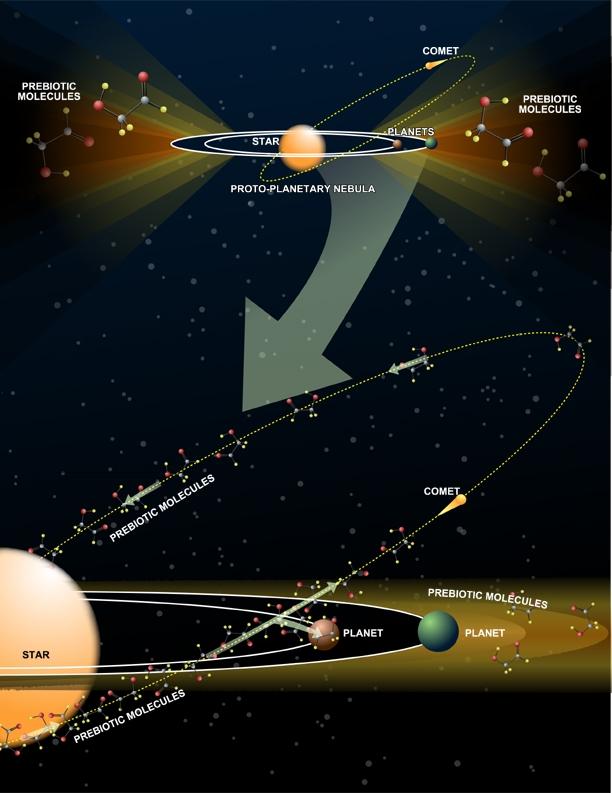 COMET
PREBIOTIC
MOLECULES
PREBIOTIC
MOLECULES
STAR
PLANETS
PROTO-PLANETARY NEBULA
PREBIOTIC MOLECULES
COMET
PREBIOTIC MOLECULES
PLANET
PLANET
STAR
PREBIOTIC MOLECULES